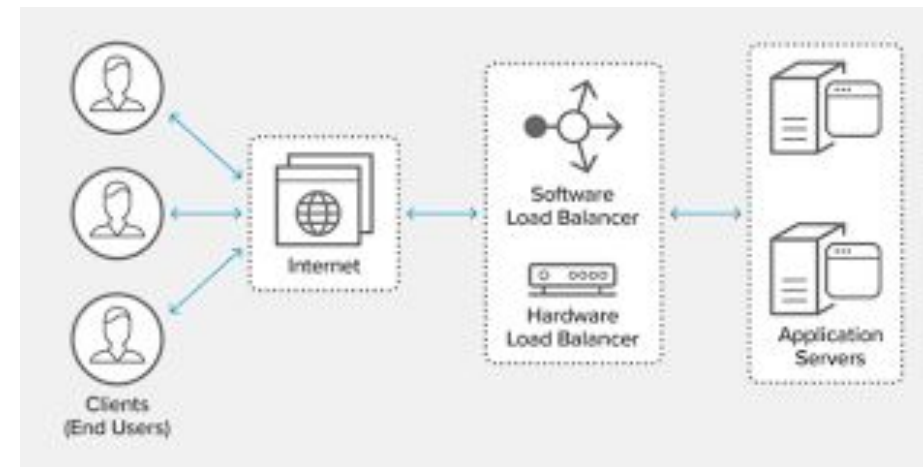 Clients
(End Users)
Internet
Software
Load Balancer
Hardware
Load Balancer
Application
Servers